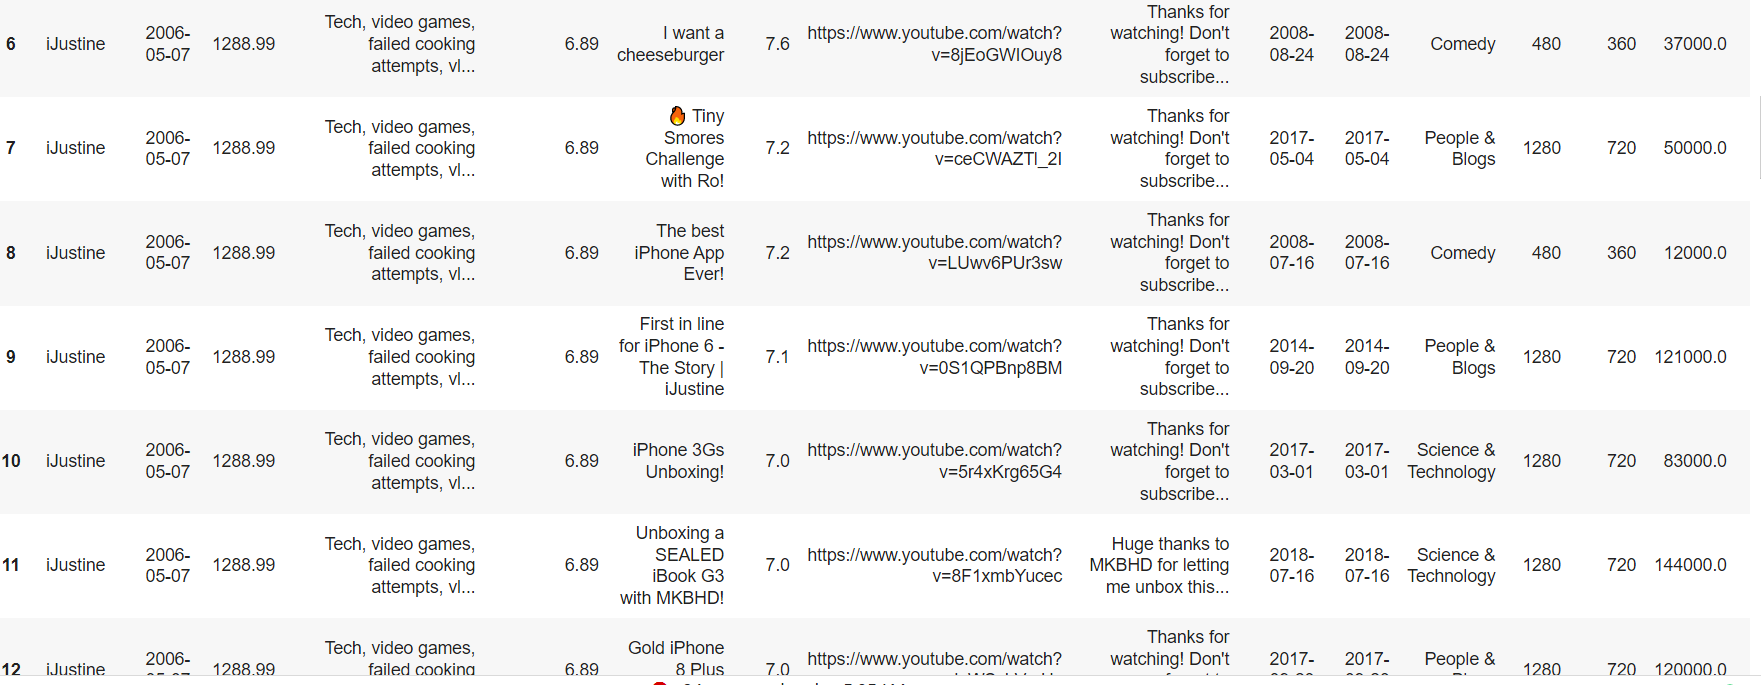 6 iJustine 2006-05-07 1288.99 Tech, video games, failed cooking attempts, vl... 6.89 I want a cheeseburger 7.6 https://www.youtube.com/watch?v=8jEoGWIOuy8 Thanks for watching! Don't forget to subscribe... 2008-08-24 2008-08-24 Comedy 480 360 37000.0
7 iJustine 2006-05-07 1288.99 Tech, video games, failed cooking attempts, vl... 6.89 🔥 Tiny Smores Challenge with Ro! 7.2 https://www.youtube.com/watch?v=ceCWAZTl_2I Thanks for watching! Don't forget to subscribe... 2017-05-04 2017-05-04 People & Blogs 1280 720 50000.0
8 iJustine 2006-05-07 1288.99 Tech, video games, failed cooking attempts, vl... 6.89 The best iPhone App Ever! 7.2 https://www.youtube.com/watch?v=LUwv6PUr3sw Thanks for watching! Don't forget to subscribe... 2008-07-16 2008-07-16 Comedy 480 360 12000.0
9 iJustine 2006-05-07 1288.99 Tech, video games, failed cooking attempts, vl... 6.89 First in line for iPhone 6 - The Story | iJustine 7.1 https://www.youtube.com/watch?v=0S1QPBnp8BM Thanks for watching! Don't forget to subscribe... 2014-09-20 2014-09-20 People & Blogs 1280 720 121000.0
10 iJustine 2006-05-07 1288.99 Tech, video games, failed cooking attempts, vl... 6.89 iPhone 3Gs Unboxing! 7.0 https://www.youtube.com/watch?v=5r4xKrg65G4 Thanks for watching! Don't forget to subscribe... 2017-03-01 2017-03-01 Science & Technology 1280 720 83000.0
11 iJustine 2006-05-07 1288.99 Tech, video games, failed cooking attempts, vl... 6.89 Unboxing a SEALED iBook G3 with MKBHD! 7.0 https://www.youtube.com/watch?v=8F1xmbYucec Huge thanks to MKBHD for letting me unbox this... 2018-07-16 2018-07-16 Science & Technology 1280 720 144000.0
12 iJustine 2006- 1288.99 Tech, video games, failed cooking 6.89 Gold iPhone 8 Plus 7.0 https://www.youtube.com/watch? Thanks for watching! Don't 2017- 2017- People & 1280 720 120000.0